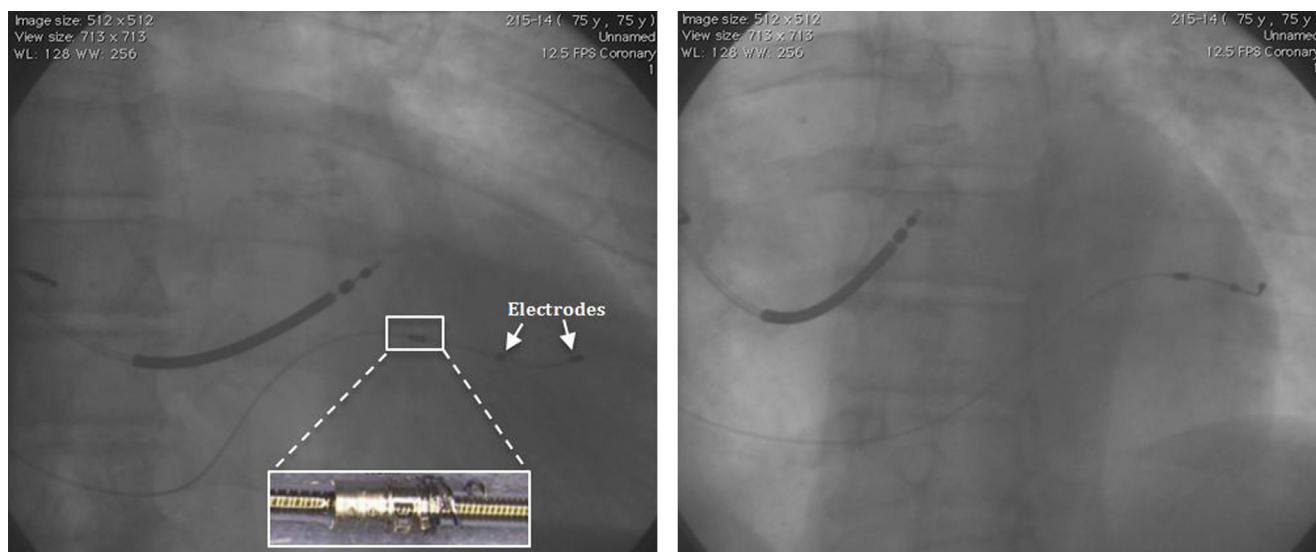 Image size: 512 x 512
View size: 713 x 713
WL: 128 WW: 256
215-14 ( 75 y, 75 y)
Unnamed
12.5 FPS Coronary
1
Electrodes
Image size: 512 x 512
View size: 713 x 713
WL: 128 WW: 256
215-14 ( 75 y, 75 y)
Unnamed
12.5 FPS Coronary
1